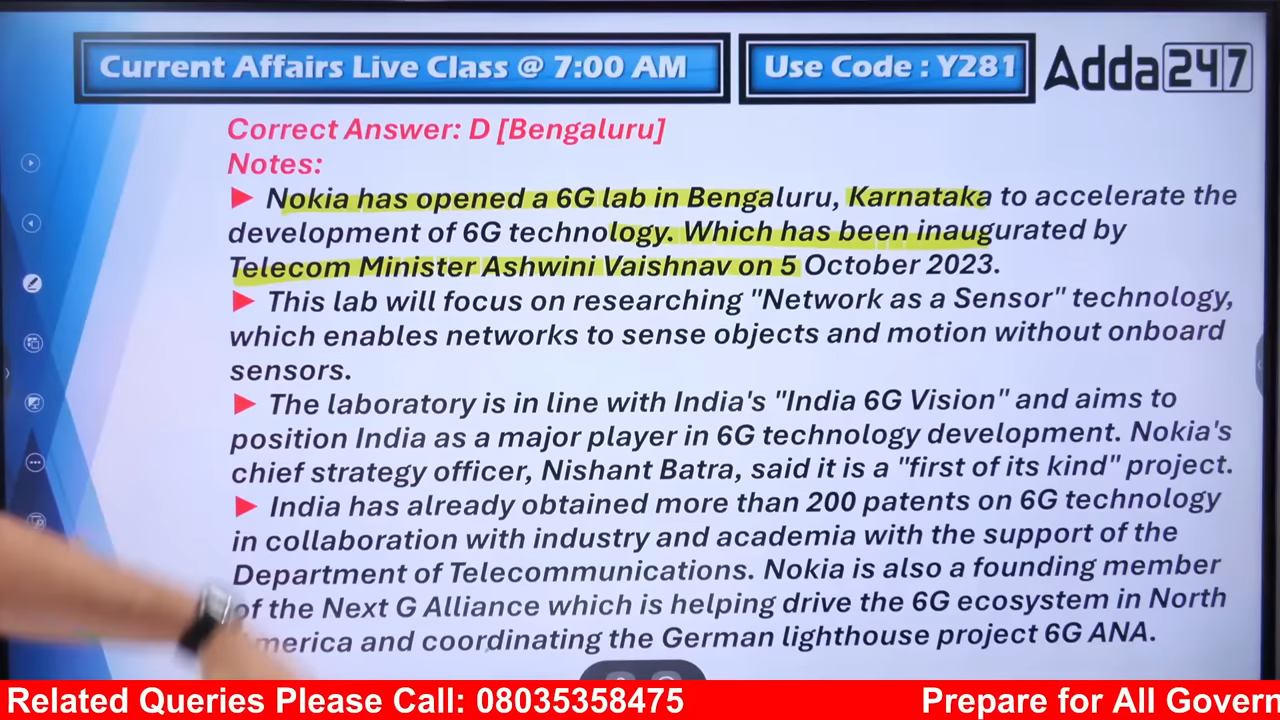 Current Affairs Live Class @ 7:00 AM
Use Code : Y281
Adda247
Correct Answer: D [Bengaluru]
Notes:
► Nokia has opened a 6G lab in Bengaluru, Karnataka to accelerate the
development of 6G technology. Which has been inaugurated by
Telecom Minister Ashwini Vaishnav on 5 October 2023.
► This lab will focus on researching "Network as a Sensor" technology,
which enables networks to sense objects and motion without onboard
sensors.
► The laboratory is in line with India's "India 6G Vision" and aims to
position India as a major player in 6G technology development. Nokia's
chief strategy officer, Nishant Batra, said it is a "first of its kind" project.
► India has already obtained more than 200 patents on 6G technology
in collaboration with industry and academia with the support of the
Department of Telecommunications. Nokia is also a founding member
of the Next G Alliance which is helping drive the 6G ecosystem in North
merica and coordinating the German lighthouse project 6G ANA.
Related Queries Please Call: 08035358475
Prepare for All Govern